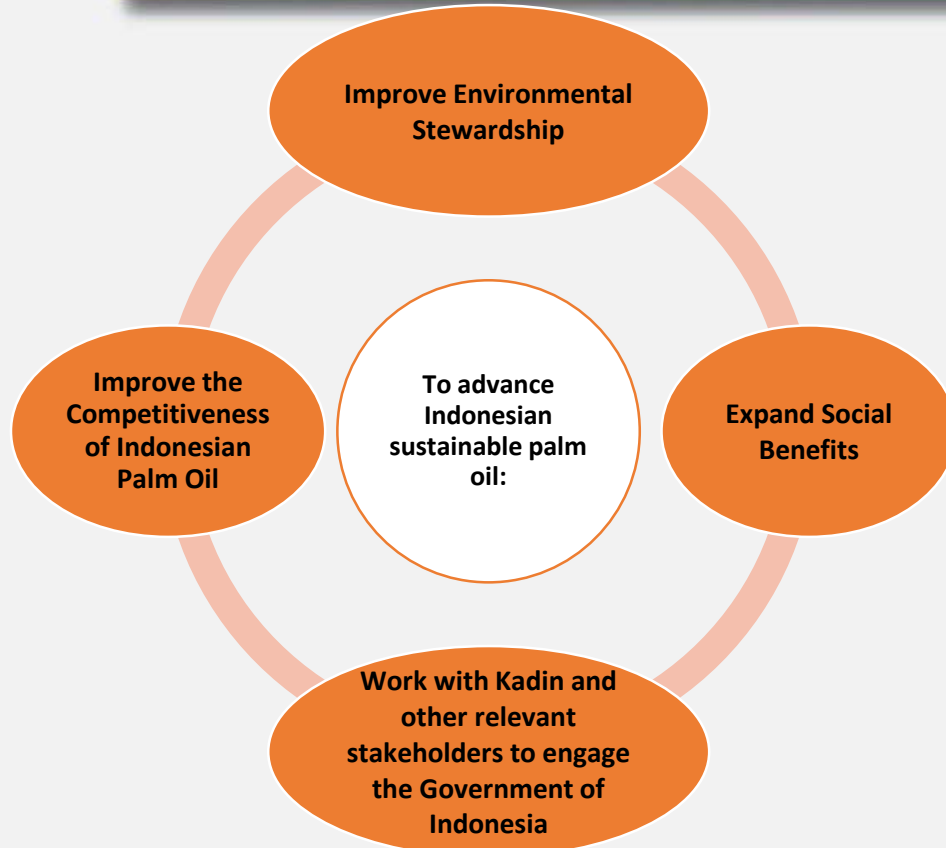 Improve Environmental
Stewardship
Improve the
Competitiveness
of Indonesian
Palm Oil
To advance
Indonesian
sustainable palm
oil:
Expand Social
Benefits
Work with Kadin and
other relevant
stakeholders to engage
the Government of
Indonesia